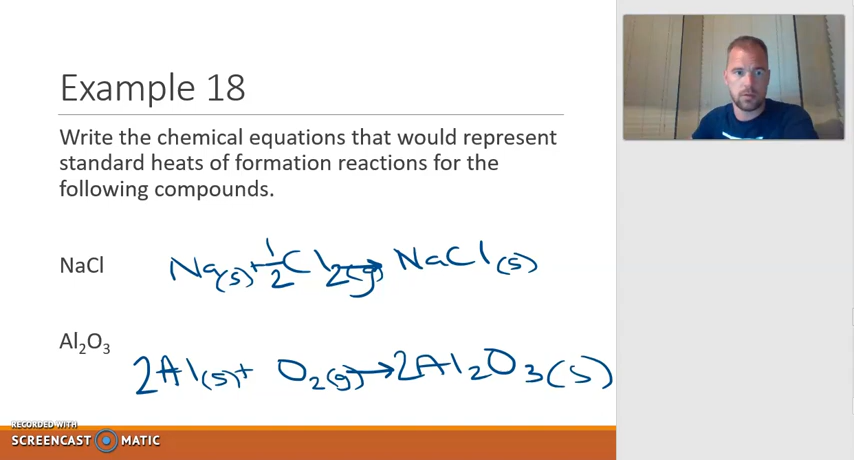 Example 18
Write the chemical equations that would represent
standard heats of formation reactions for the
following compounds.
NaCl Na(s) + 1/2 Cl2(g) → NaCl(s)
Al2O3 2Al(s) + O2(g) → 2Al2O3(s)
RECORDED WITH
SCREENCAST MATIC